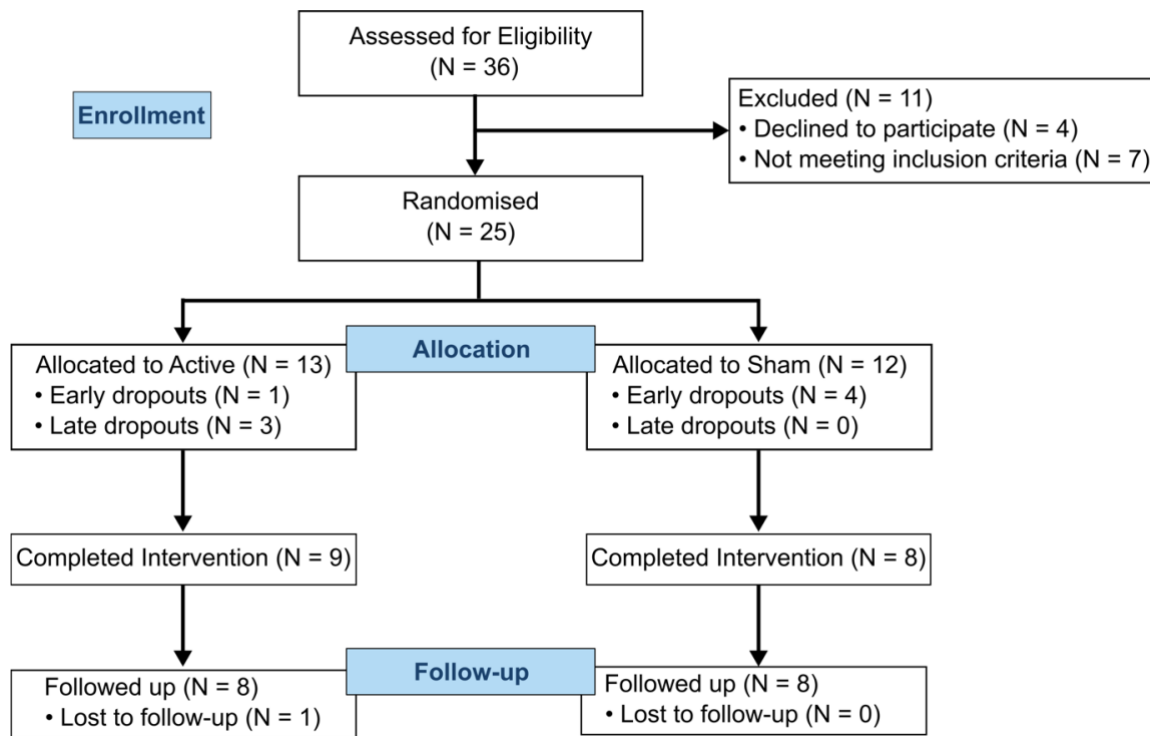 Assessed for Eligibility
(N = 36)
Enrollment
Excluded (N = 11)
• Declined to participate (N = 4)
• Not meeting inclusion criteria (N = 7)
Randomised
(N = 25)
Allocation
Allocated to Active (N = 13)
• Early dropouts (N = 1)
• Late dropouts (N = 3)
Allocated to Sham (N = 12)
• Early dropouts (N = 4)
• Late dropouts (N = 0)
Completed Intervention (N = 9)
Completed Intervention (N = 8)
Follow-up
Followed up (N = 8)
• Lost to follow-up (N = 1)
Followed up (N = 8)
• Lost to follow-up (N = 0)